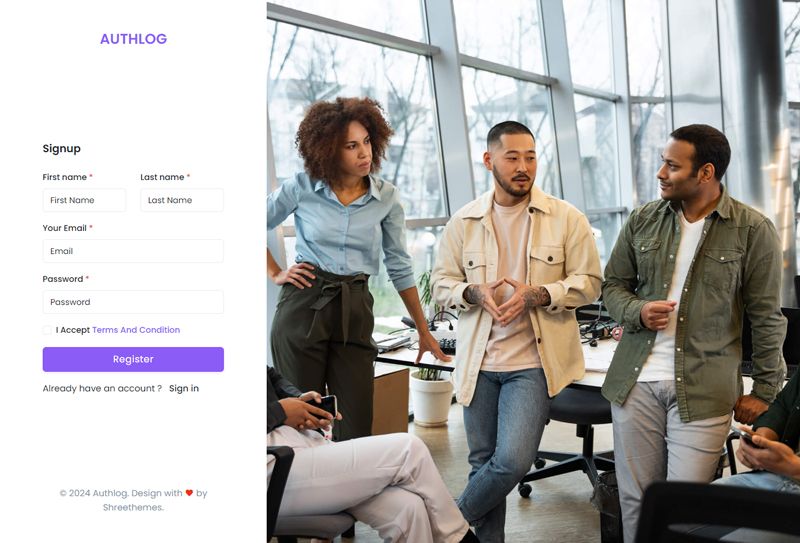 AUTHLOG
Signup
First name *
Last name *
First Name
Last Name
Your Email *
Email
Password *
Password
I Accept Terms And Condition
Register
Already have an account ? Sign in
© 2024 Authlog. Design with ❤ by
Shreethemes.